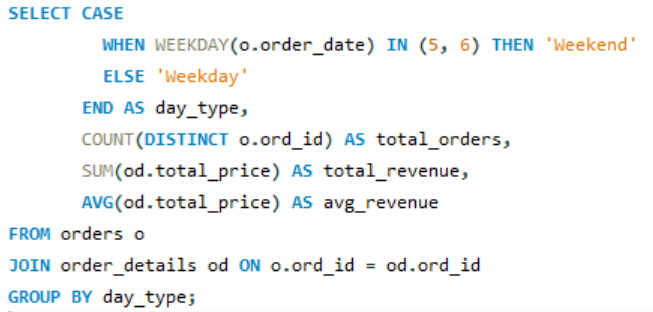 SELECT CASE
WHEN WEEKDAY(o.order_date) IN (5, 6) THEN 'Weekend'
ELSE 'Weekday'
END AS day_type,
COUNT(DISTINCT o.ord_id) AS total_orders,
SUM(od.total_price) AS total_revenue,
AVG(od.total_price) AS avg_revenue
FROM orders o
JOIN order_details od ON o.ord_id = od.ord_id
GROUP BY day_type;